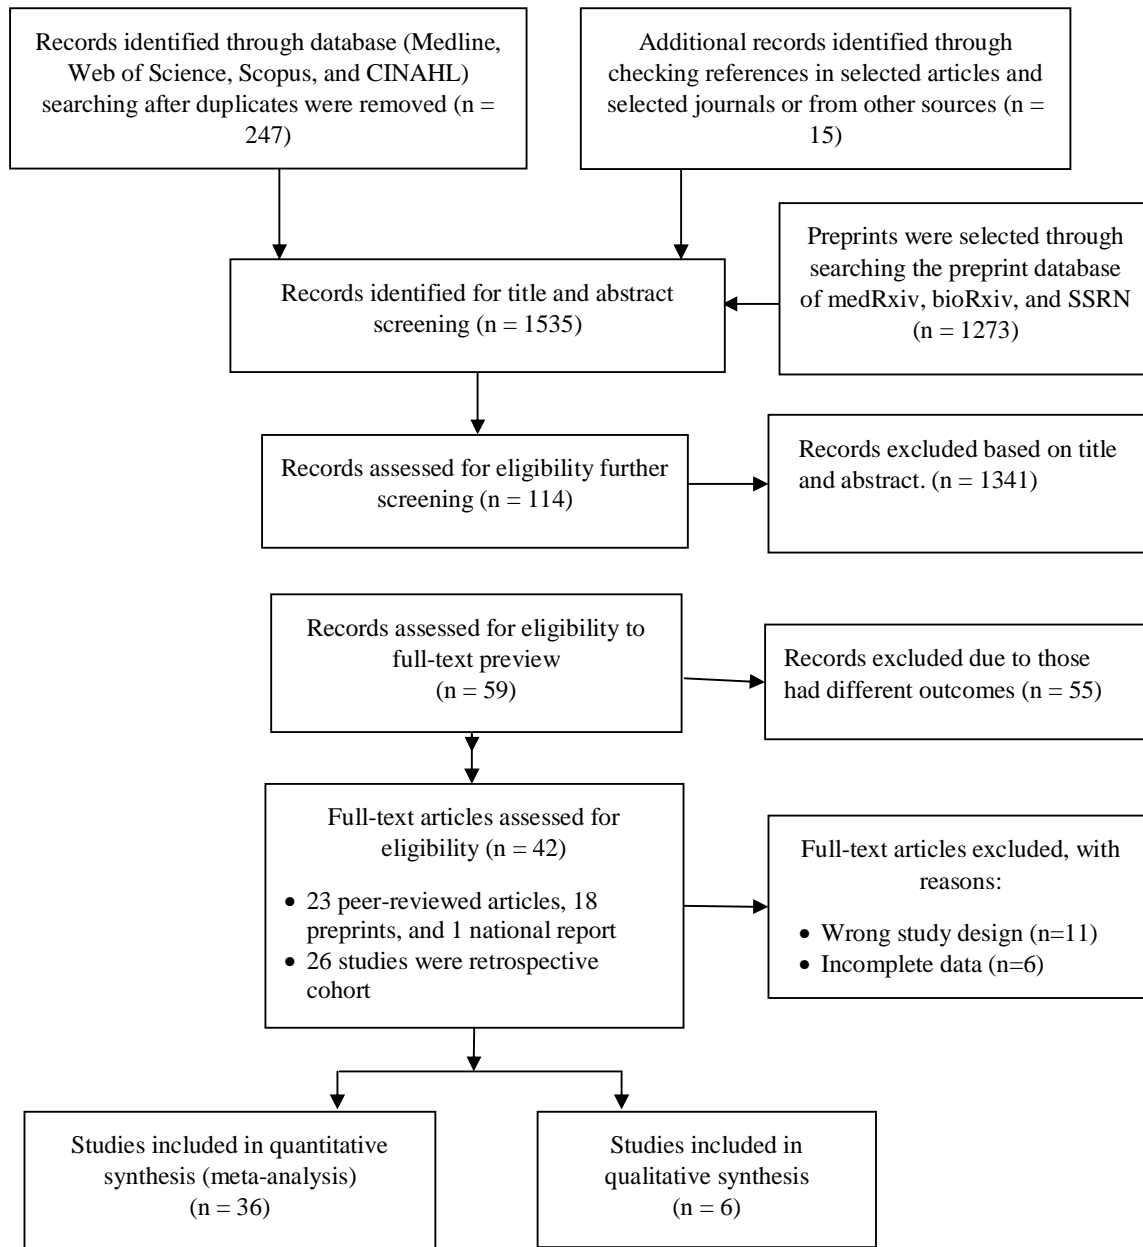 Records identified through database (Medline,
Web of Science, Scopus, and CINAHL)
searching after duplicates were removed (n =
247)
Additional records identified through
checking references in selected articles and
selected journals or from other sources (n =
15)
Preprints were selected through
searching the preprint database
of medRxiv, bioRxiv, and SSRN
(n = 1273)
Records identified for title and abstract
screening (n = 1535)
Records assessed for eligibility further
screening (n = 114)
Records excluded based on title
and abstract. (n = 1341)
Records assessed for eligibility to
full-text preview
(n = 59)
Records excluded due to those
had different outcomes (n = 55)
Full-text articles assessed for
eligibility (n = 42)
• 23 peer-reviewed articles, 18
preprints, and 1 national report
• 26 studies were retrospective
cohort
Full-text articles excluded, with
reasons:
• Wrong study design (n=11)
• Incomplete data (n=6)
Studies included in quantitative
synthesis (meta-analysis)
(n = 36)
Studies included in
qualitative synthesis
(n = 6)